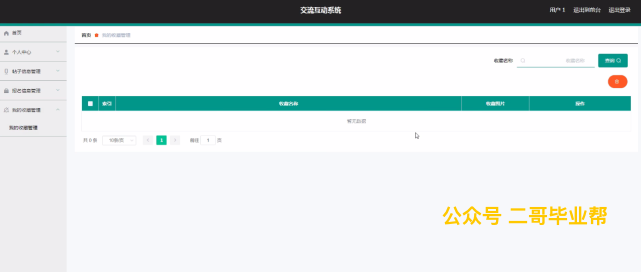 交流互动系统
用户 1 退出到前台 退出登录
首页
个人中心
帖子信息管理
报名信息管理
我的收藏管理
我的收藏管理
首页 我的收藏管理
收藏名称 收藏名称 查询
索引 收藏名称 收藏图片 操作
暂无数据
共 0 条 10条/页 1 前往 1 页
公众号 二哥毕业帮